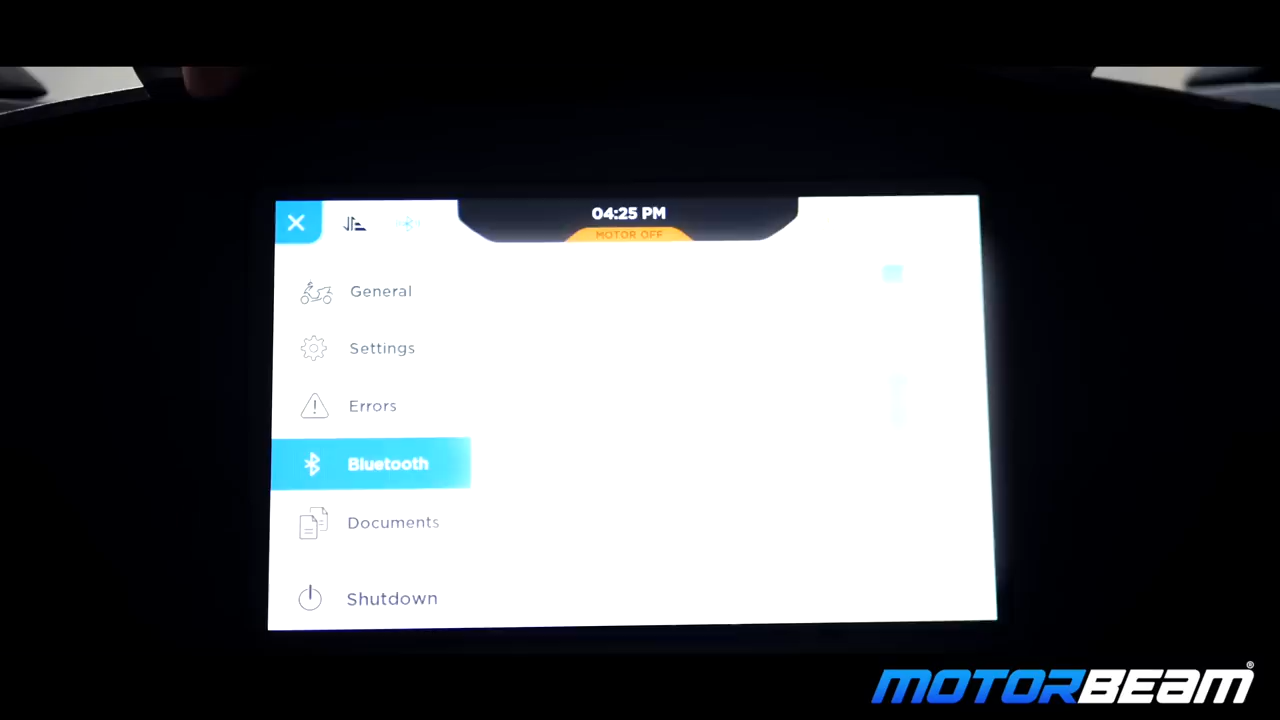 04:25 PM
MOTOR OFF
General
Settings
Errors
Bluetooth
Documents
Shutdown
MOTORBEAM®